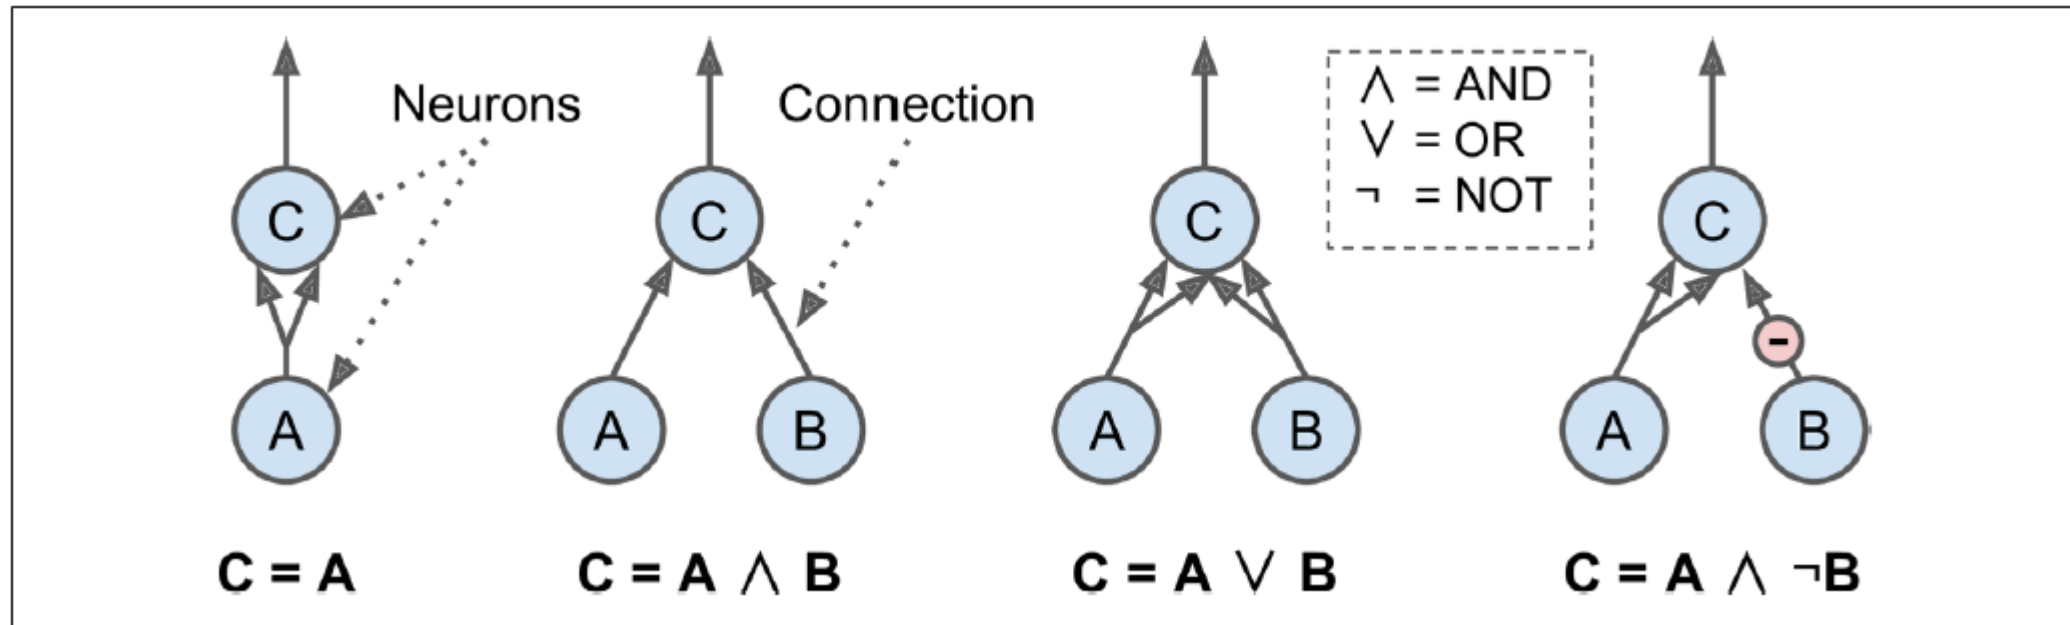 Neurons
Connection
∧ = AND
∨ = OR
¬ = NOT
C
C
C
C
-
A
A
B
A
B
A
B
C = A
C = A ∧ B
C = A ∨ B
C = A ∧ ¬B